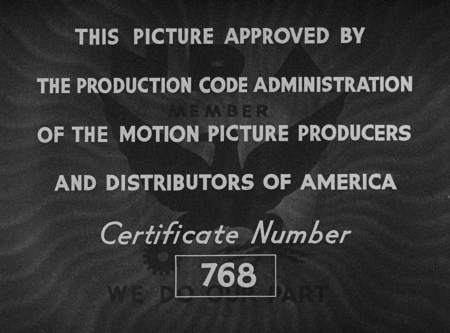 THIS PICTURE APPROVED BY
NRA
THE PRODUCTION CODE ADMINISTRATION
MEMBER
OF THE MOTION PICTURE PRODUCERS
AND DISTRIBUTORS OF AMERICA
Certificate Number
768
WE DO OUR PART